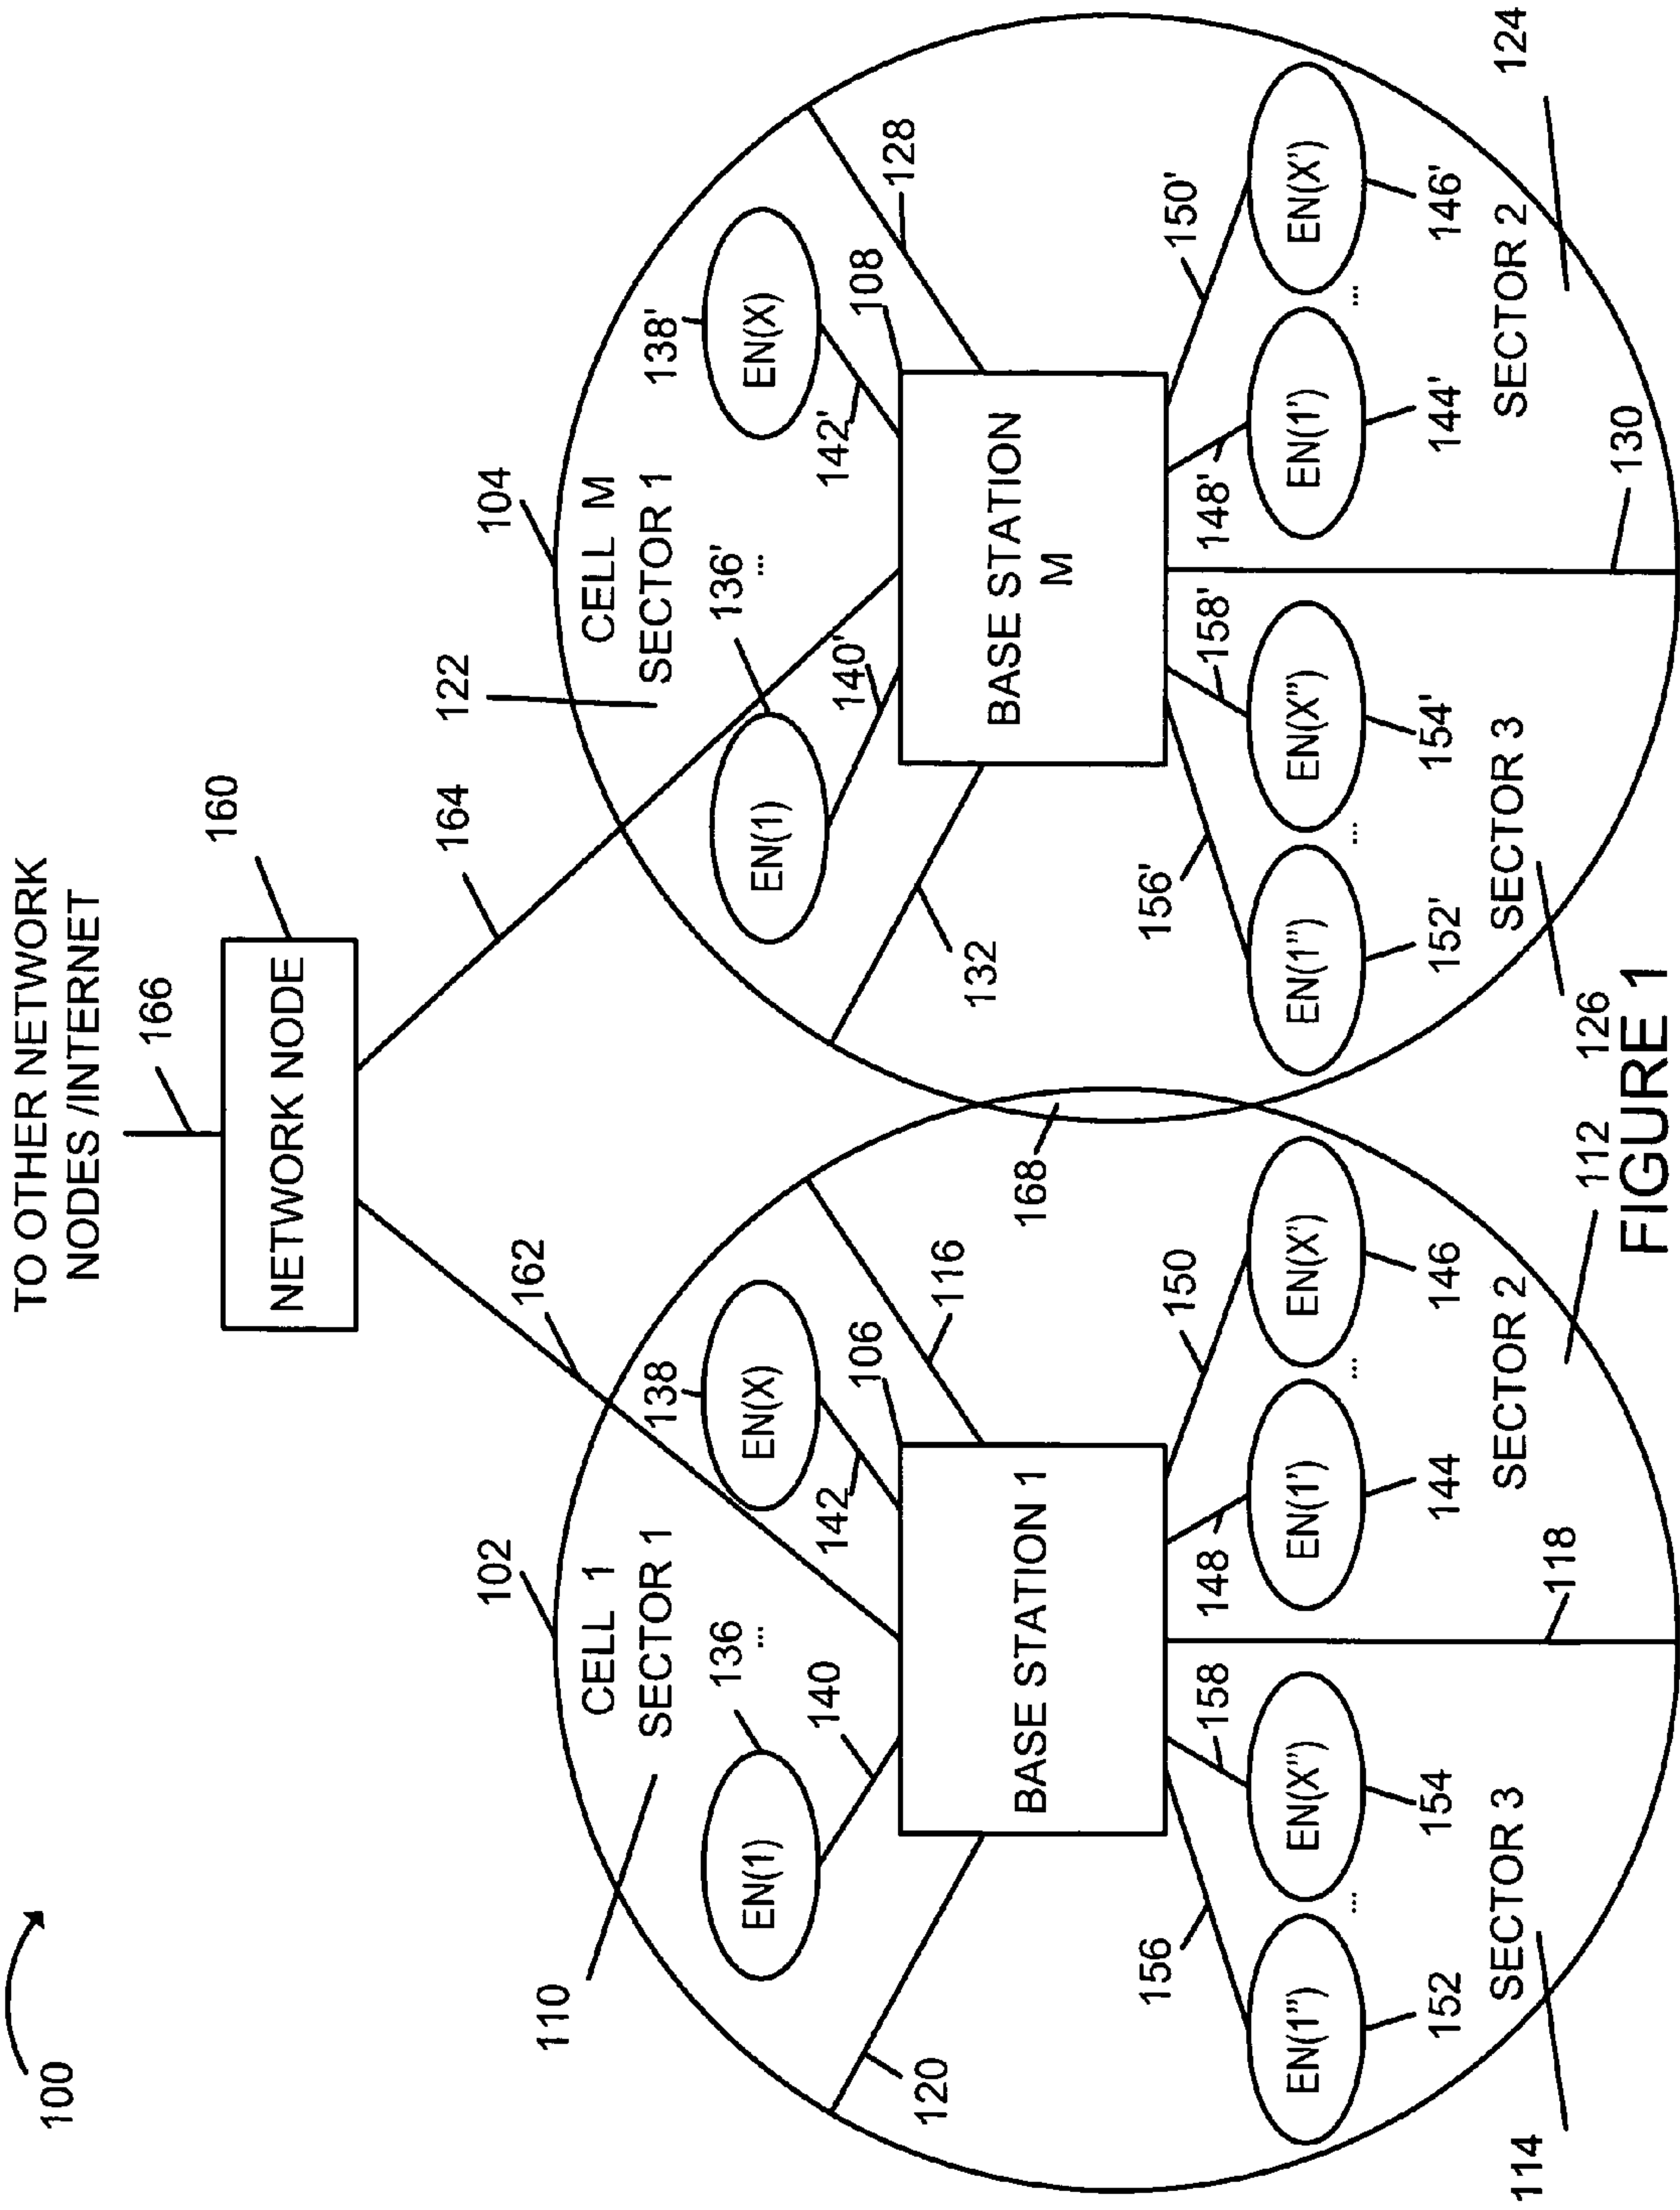 100
TO OTHER NETWORK
NODES /INTERNET
166
160
NETWORK NODE
162
164
102
CELL 1
SECTOR 1
110
136
...
138
EN(1)
EN(X)
140
142
106
116
120
BASE STATION 1
156
158
148
150
EN(1")
...
EN(X")
EN(1')
...
EN(X')
152
154
144
146
SECTOR 3
SECTOR 2
114
118
112
168
104
CELL M
SECTOR 1
122
136'
...
138'
EN(1)
EN(X)
140'
142'
108
128
132
BASE STATION
M
156'
158'
148'
150'
EN(1")
...
EN(X")
EN(1')
...
EN(X')
152'
154'
144'
146'
SECTOR 3
SECTOR 2
126
130
124
FIGURE 1